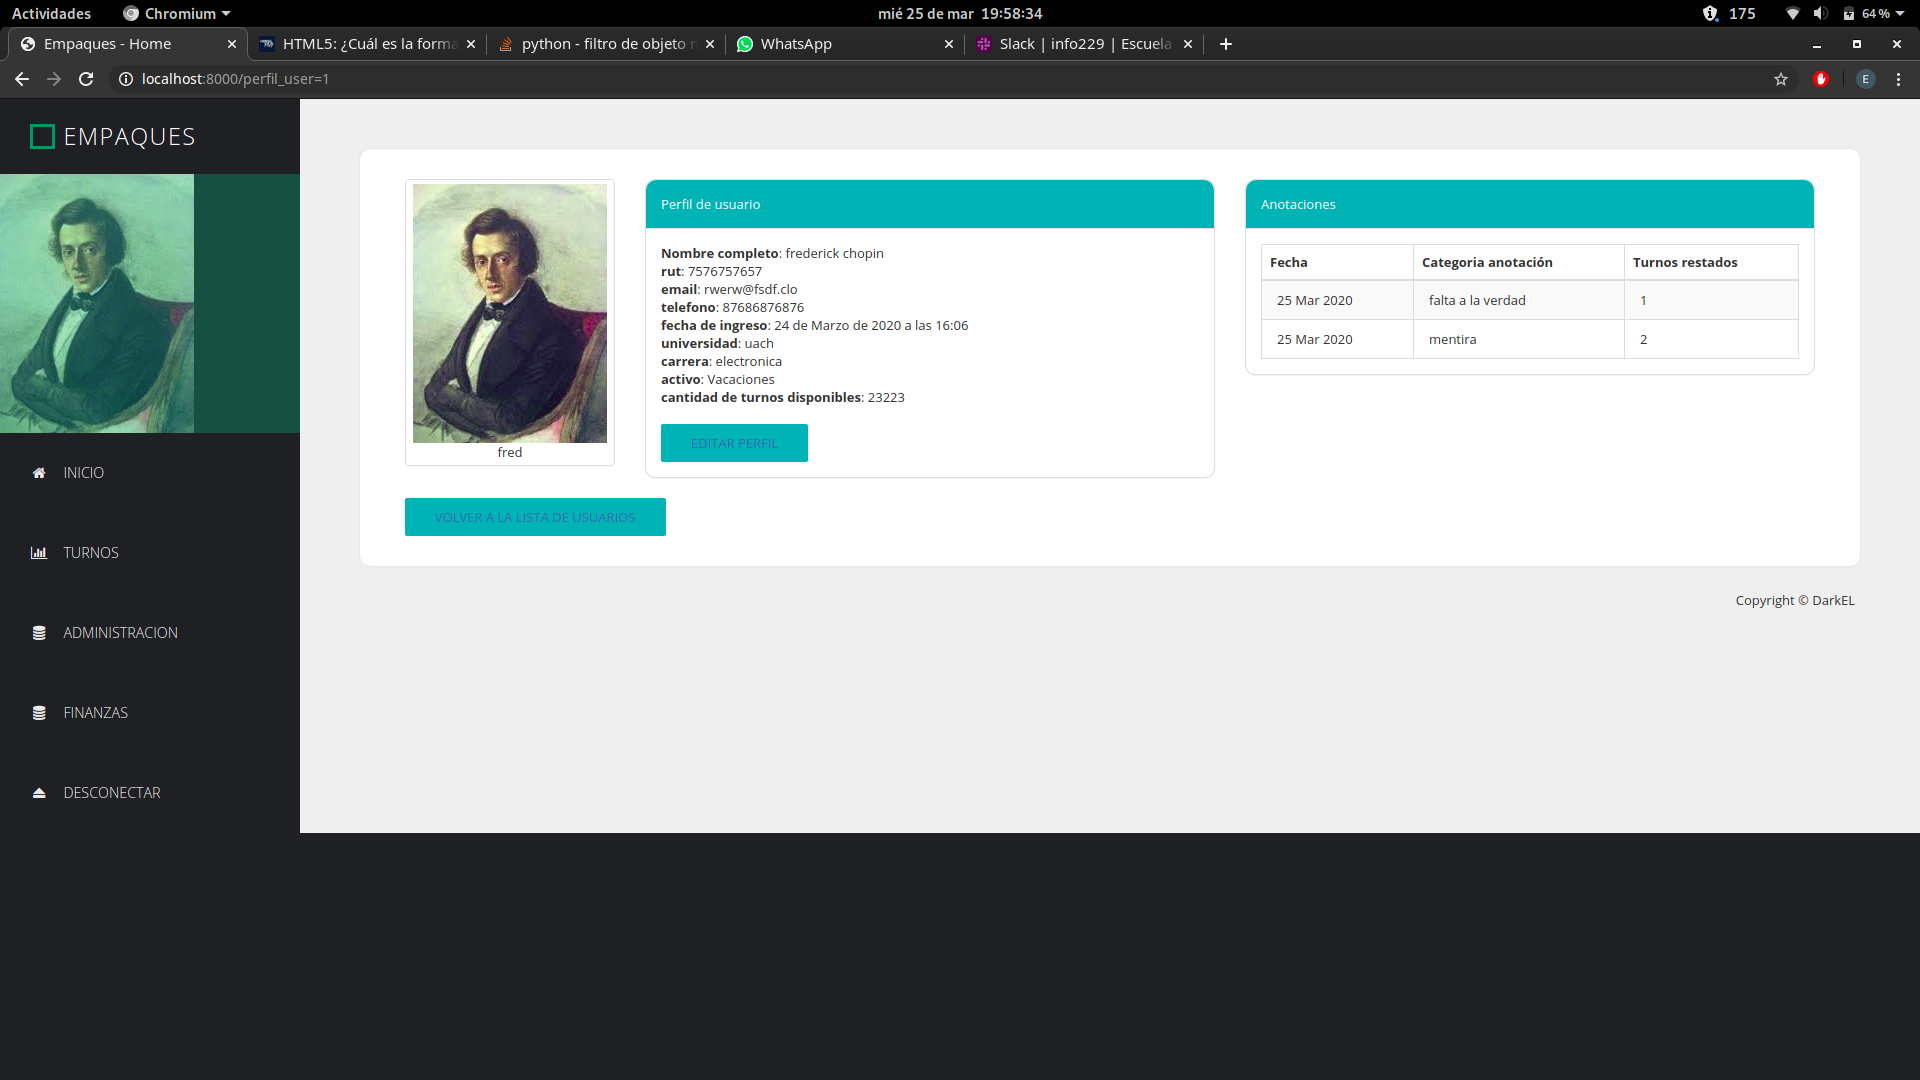 Actividades Chromium mié 25 de mar 19:58:34 175 64 %
Empaques - Home HTML5: ¿Cuál es la forma python - filtro de objeto WhatsApp Slack | info229 | Escuela
localhost:8000/perfil_user=1 E
EMPAQUES
INICIO
TURNOS
ADMINISTRACION
FINANZAS
DESCONECTAR
fred
Perfil de usuario
Nombre completo: frederick chopin
rut: 7576757657
email: rwerw@fsdf.clo
telefono: 87686876876
fecha de ingreso: 24 de Marzo de 2020 a las 16:06
universidad: uach
carrera: electronica
activo: Vacaciones
cantidad de turnos disponibles: 23223
EDITAR PERFIL
Anotaciones
Fecha Categoria anotación Turnos restados
25 Mar 2020 falta a la verdad 1
25 Mar 2020 mentira 2
VOLVER A LA LISTA DE USUARIOS
Copyright © DarkEL